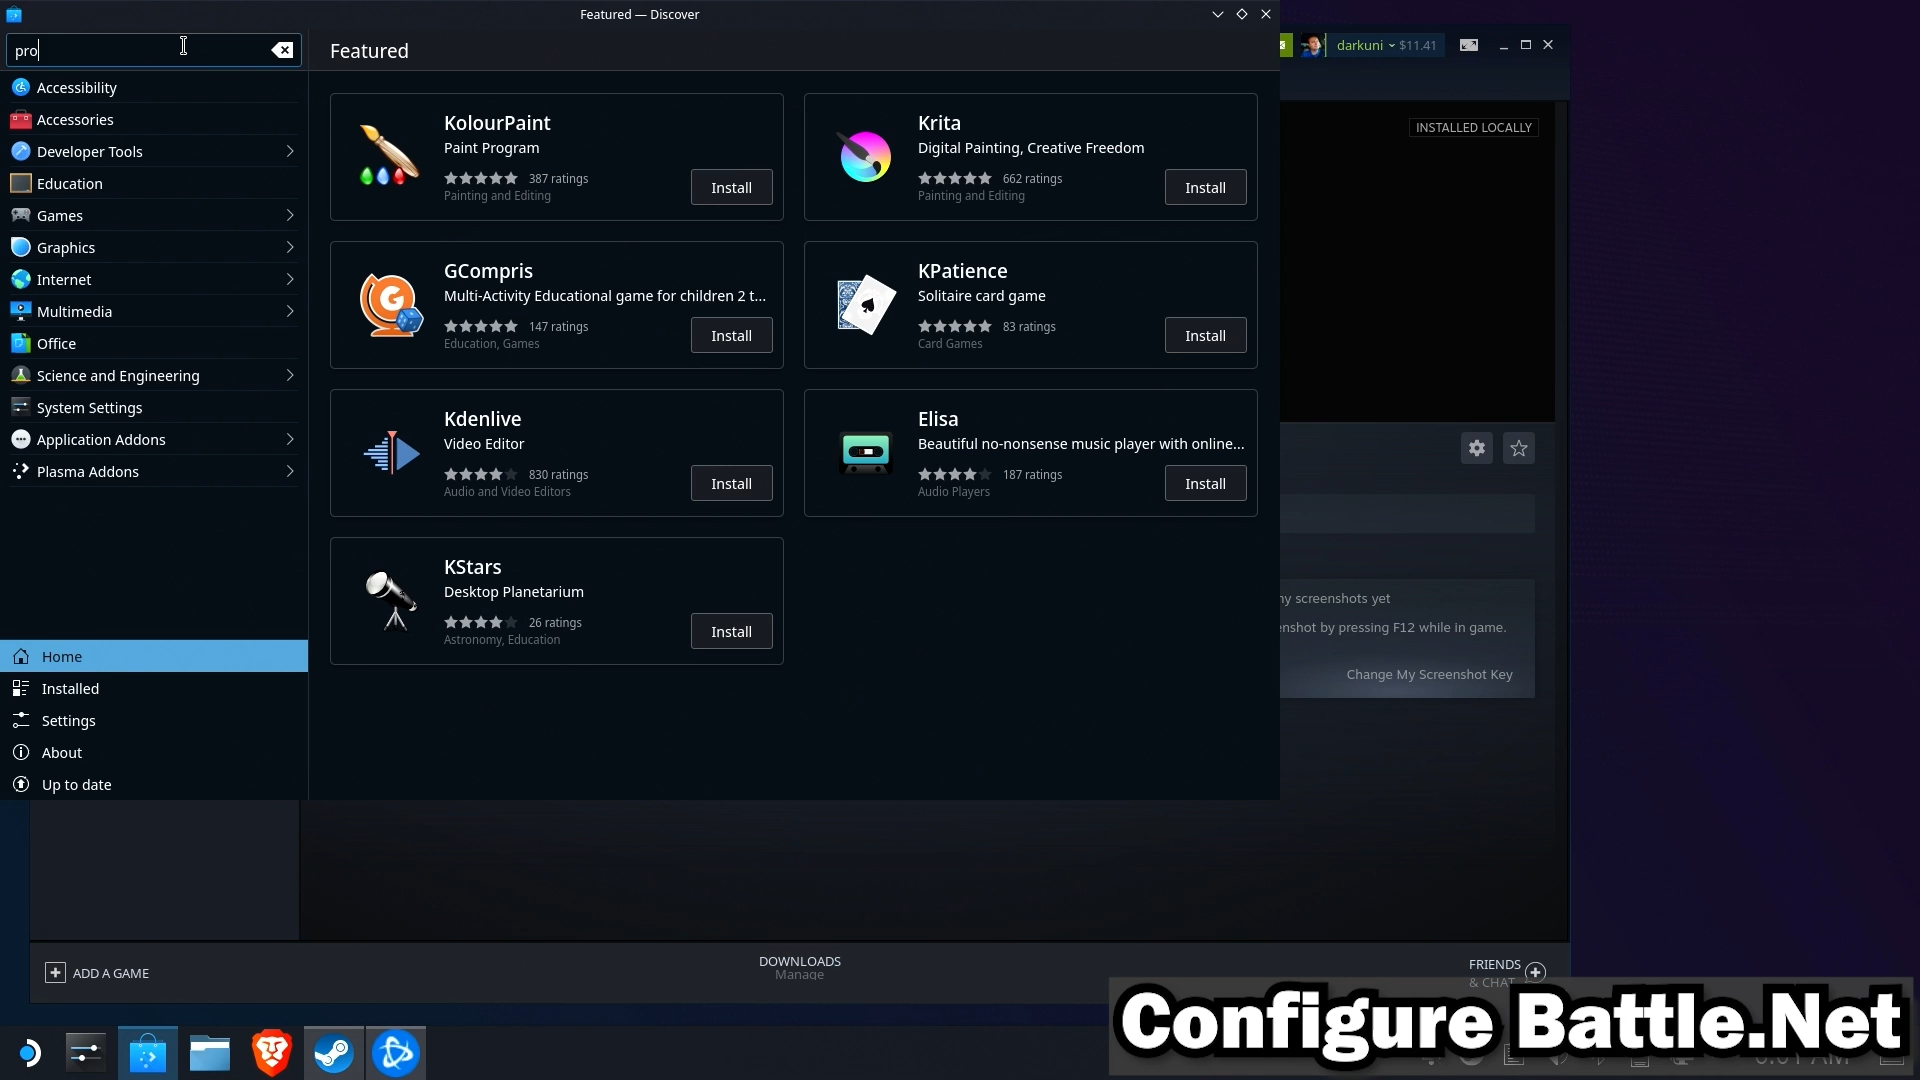 Featured — Discover
pro
Featured
darkuni
$11.41
INSTALLED LOCALLY
Accessibility
Accessories
Developer Tools
Education
Games
Graphics
Internet
Multimedia
Office
Science and Engineering
System Settings
Application Addons
Plasma Addons
Home
Installed
Settings
About
Up to date
KolourPaint
Paint Program
387 ratings
Painting and Editing
Install
Krita
Digital Painting, Creative Freedom
662 ratings
Painting and Editing
Install
GCompris
Multi-Activity Educational game for children 2 t...
147 ratings
Education, Games
Install
KPatience
Solitaire card game
83 ratings
Card Games
Install
Kdenlive
Video Editor
830 ratings
Audio and Video Editors
Install
Elisa
Beautiful no-nonsense music player with online...
187 ratings
Audio Players
Install
KStars
Desktop Planetarium
26 ratings
Astronomy, Education
Install
screenshots yet
by pressing F12 while in game.
Change My Screenshot Key
ADD A GAME
DOWNLOADS
Manage
FRIENDS
& CHAT
Configure Battle.Net